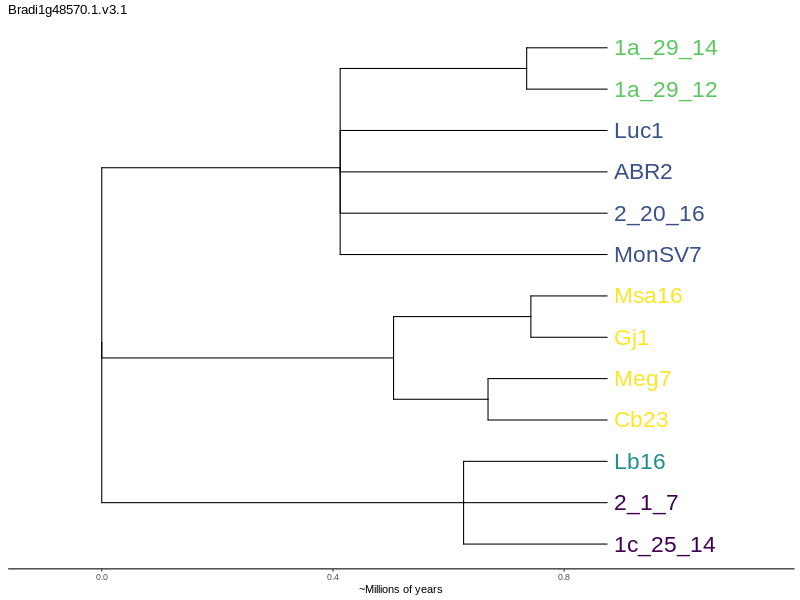 Bradi1g48570.1.v3.1
1a_29_14
1a_29_12
Luc1
ABR2
2_20_16
MonSV7
Msa16
Gj1
Meg7
Cb23
Lb16
2_1_7
1c_25_14
0.0 0.4 0.8
~Millions of years